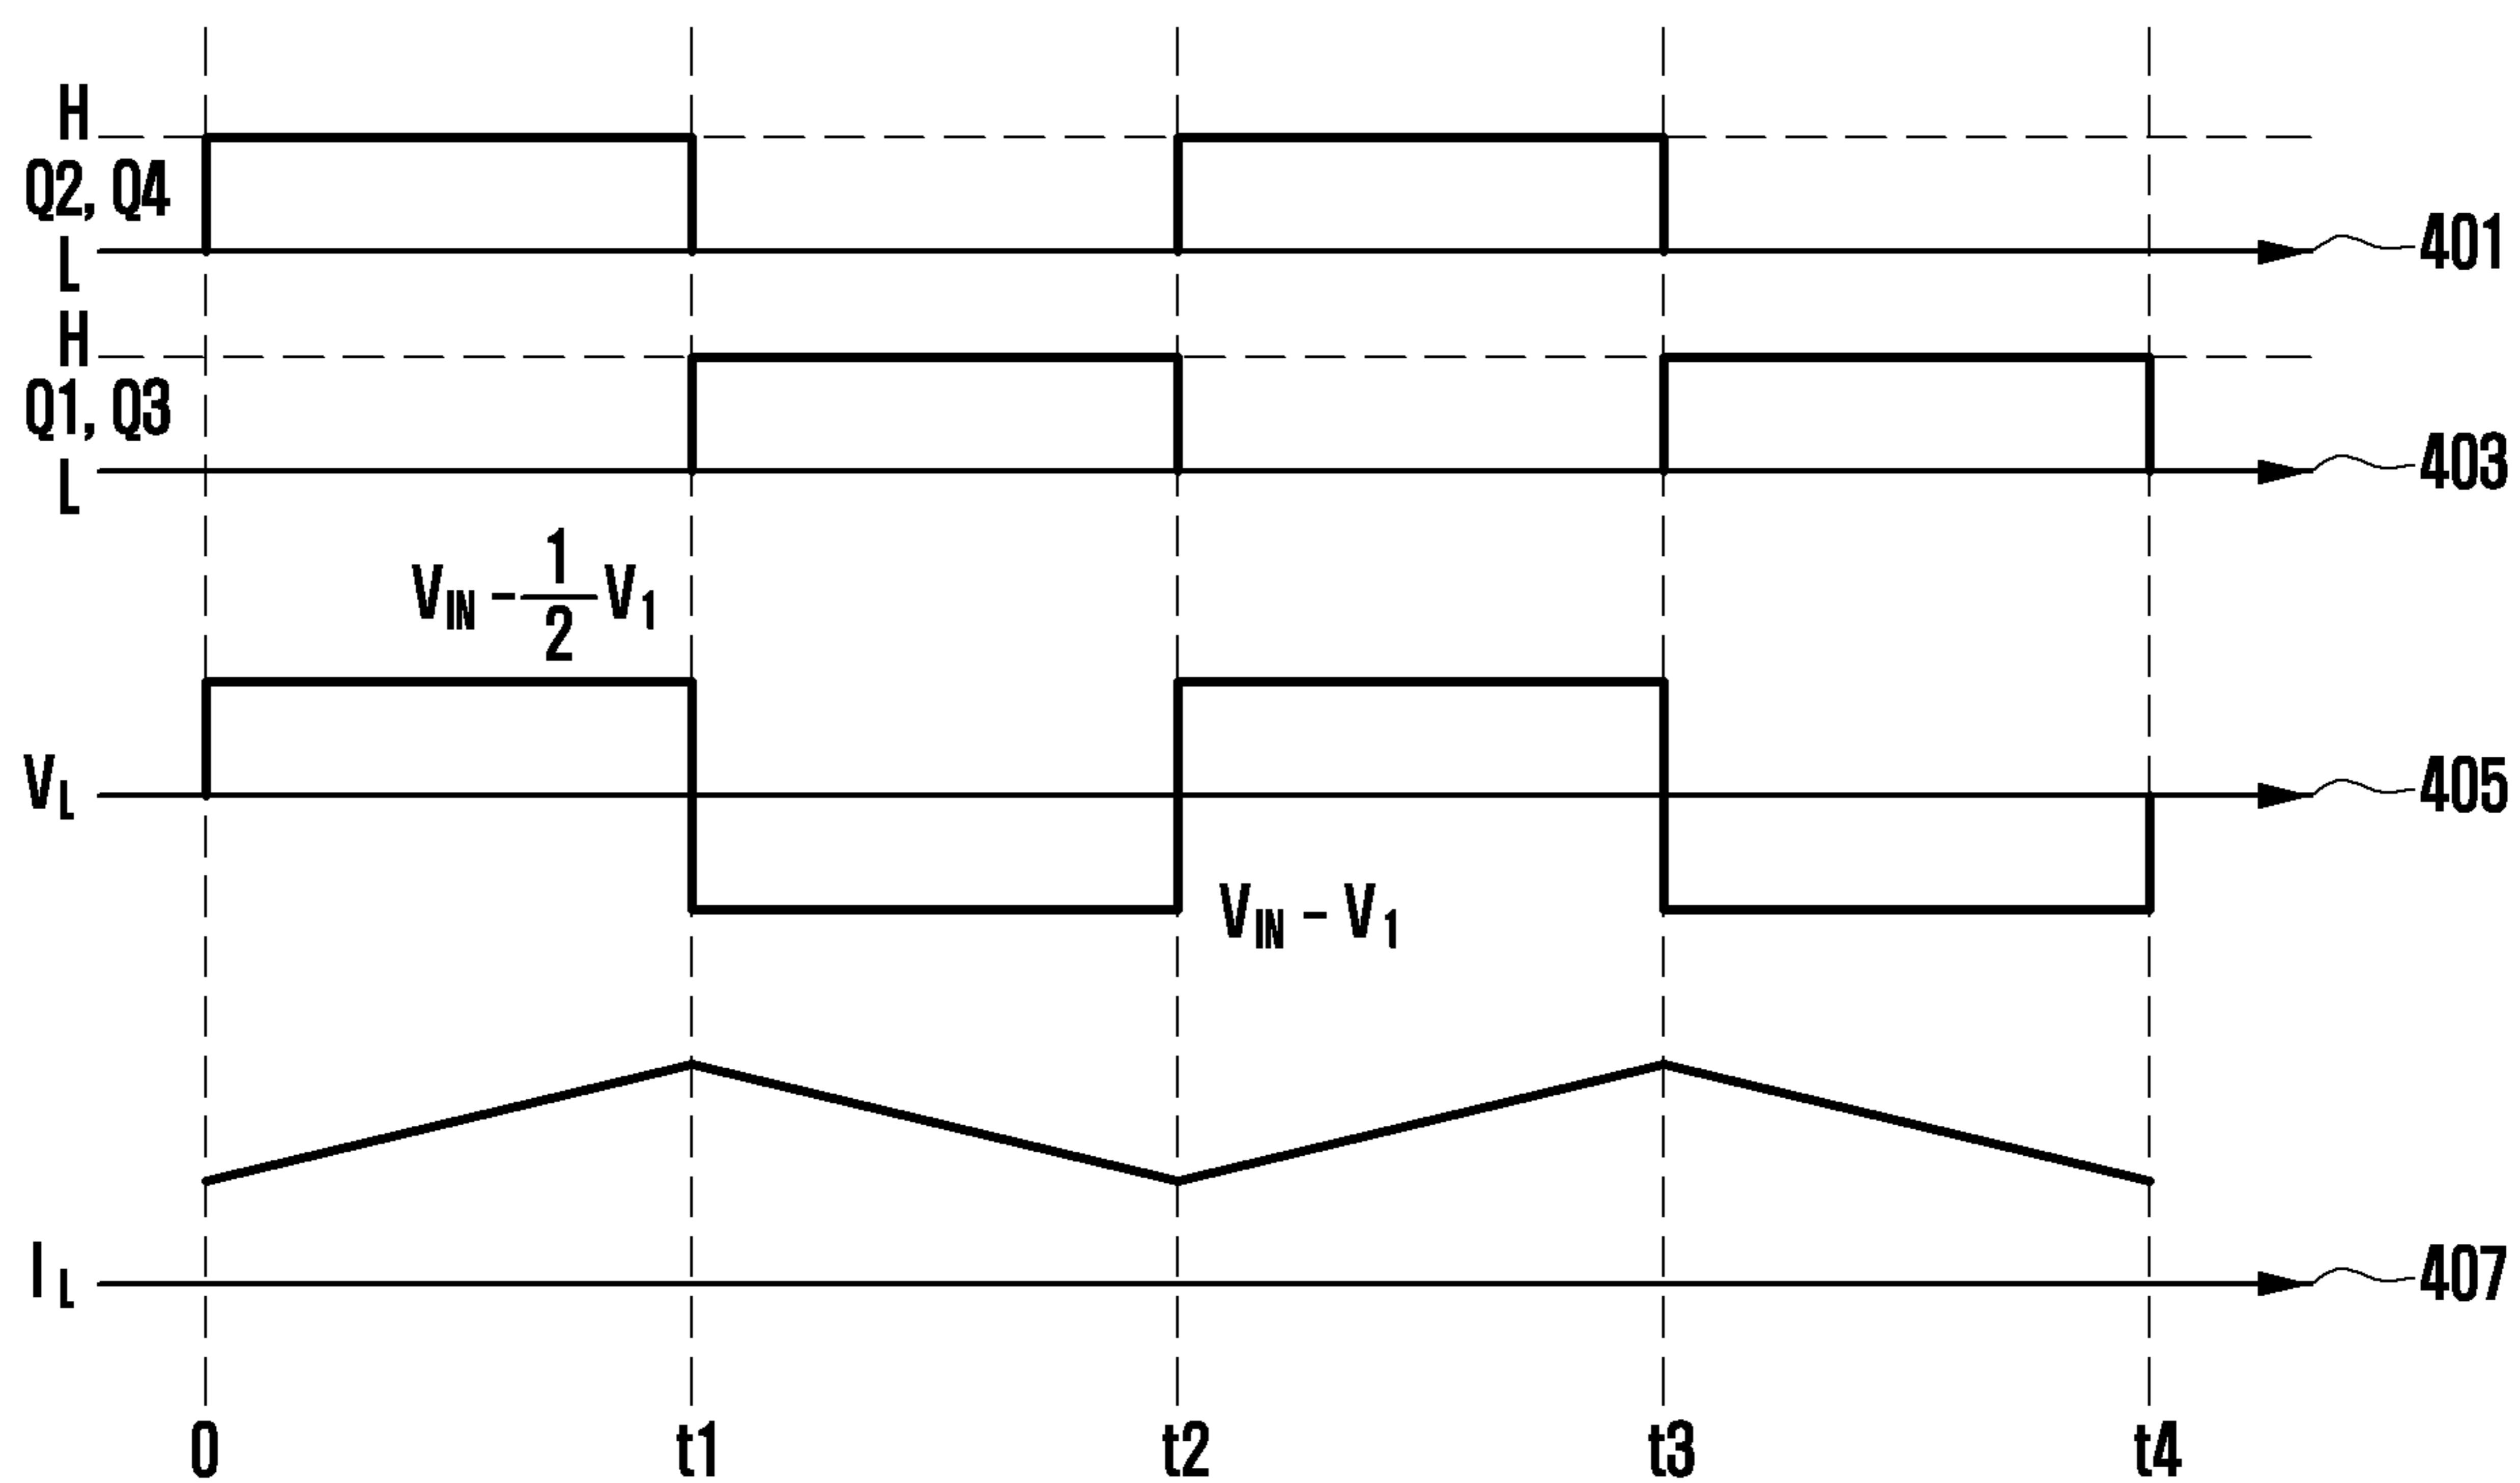 H
Q2, Q4
L
401
H
Q1, Q3
L
403
V_IN - 1/2 V_1
V_L
405
V_IN - V_1
I_L
407
0 t1 t2 t3 t4